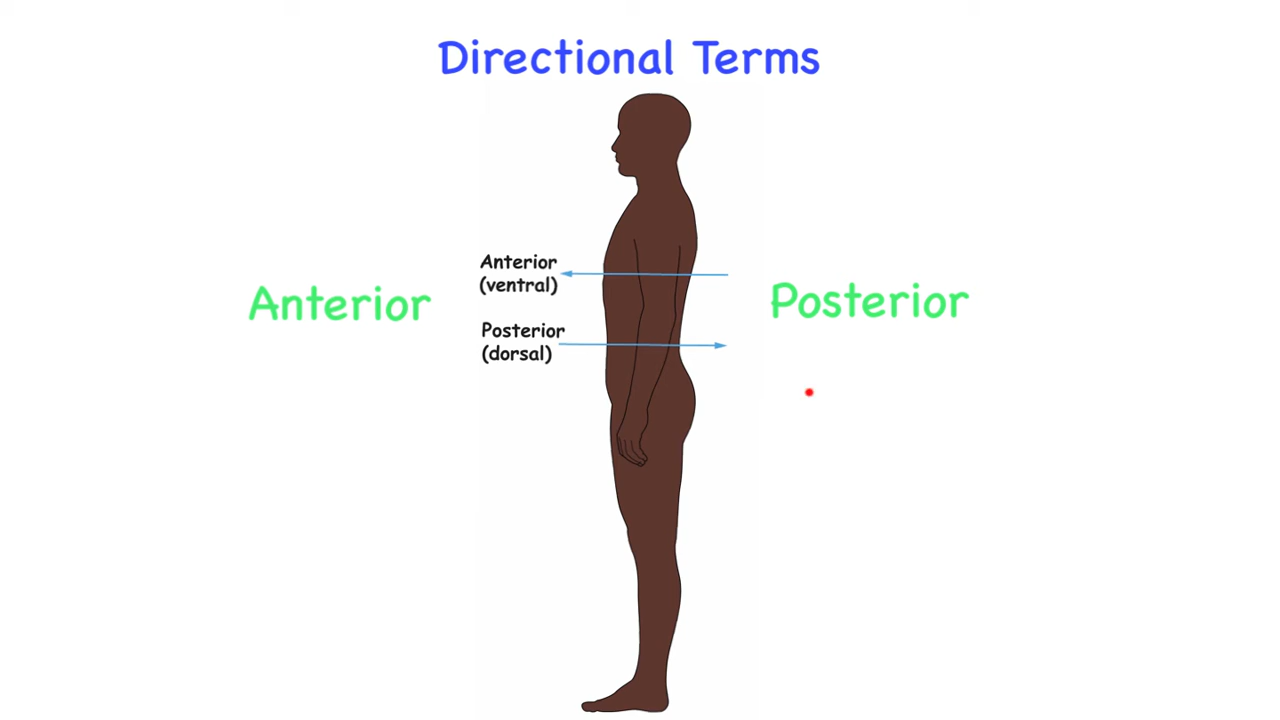 Directional Terms
Anterior
(ventral)
Anterior
Posterior
Posterior
(dorsal)